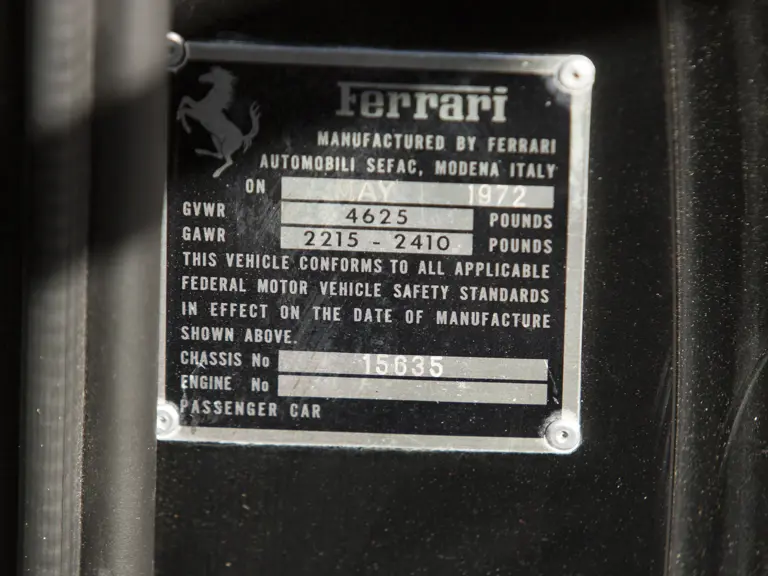 Ferrari
MANUFACTURED BY FERRARI
AUTOMOBILI SEFAC, MODENA ITALY
ON MAY 1972
GVWR 4625 POUNDS
GAWR 2215 - 2410 POUNDS
THIS VEHICLE CONFORMS TO ALL APPLICABLE
FEDERAL MOTOR VEHICLE SAFETY STANDARDS
IN EFFECT ON THE DATE OF MANUFACTURE
SHOWN ABOVE.
CHASSIS No 15635
ENGINE No
PASSENGER CAR